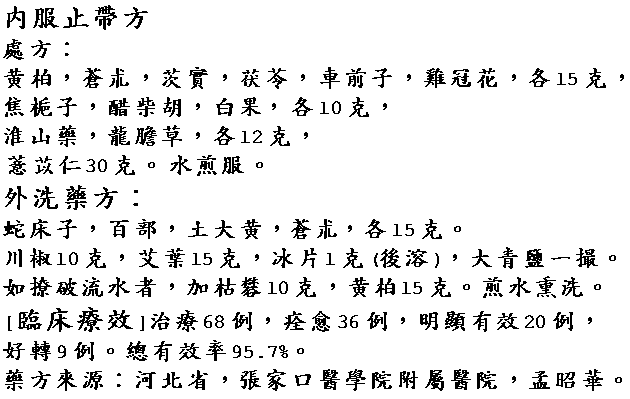 内服止帶方
處方：
黄柏，蒼朮，茨實，茯苓，車前子，雞冠花，各15克，
焦梔子，醋柴胡，白果，各10克，
淮山藥，龍膽草，各12克，
薏苡仁30克。水煎服。
外洗藥方：
蛇床子，百部，土大黄，蒼朮，各15克。
川椒10克，艾葉15克，冰片1克(後溶)，大青鹽一撮。
如撩破流水者，加枯礬10克，黄柏15克。煎水熏洗。
[臨床療效]治療68例，痊愈36例，明顯有效20例，
好轉9例。總有效率95.7%。
藥方來源：河北省，張家口醫學院附屬醫院，孟昭華。